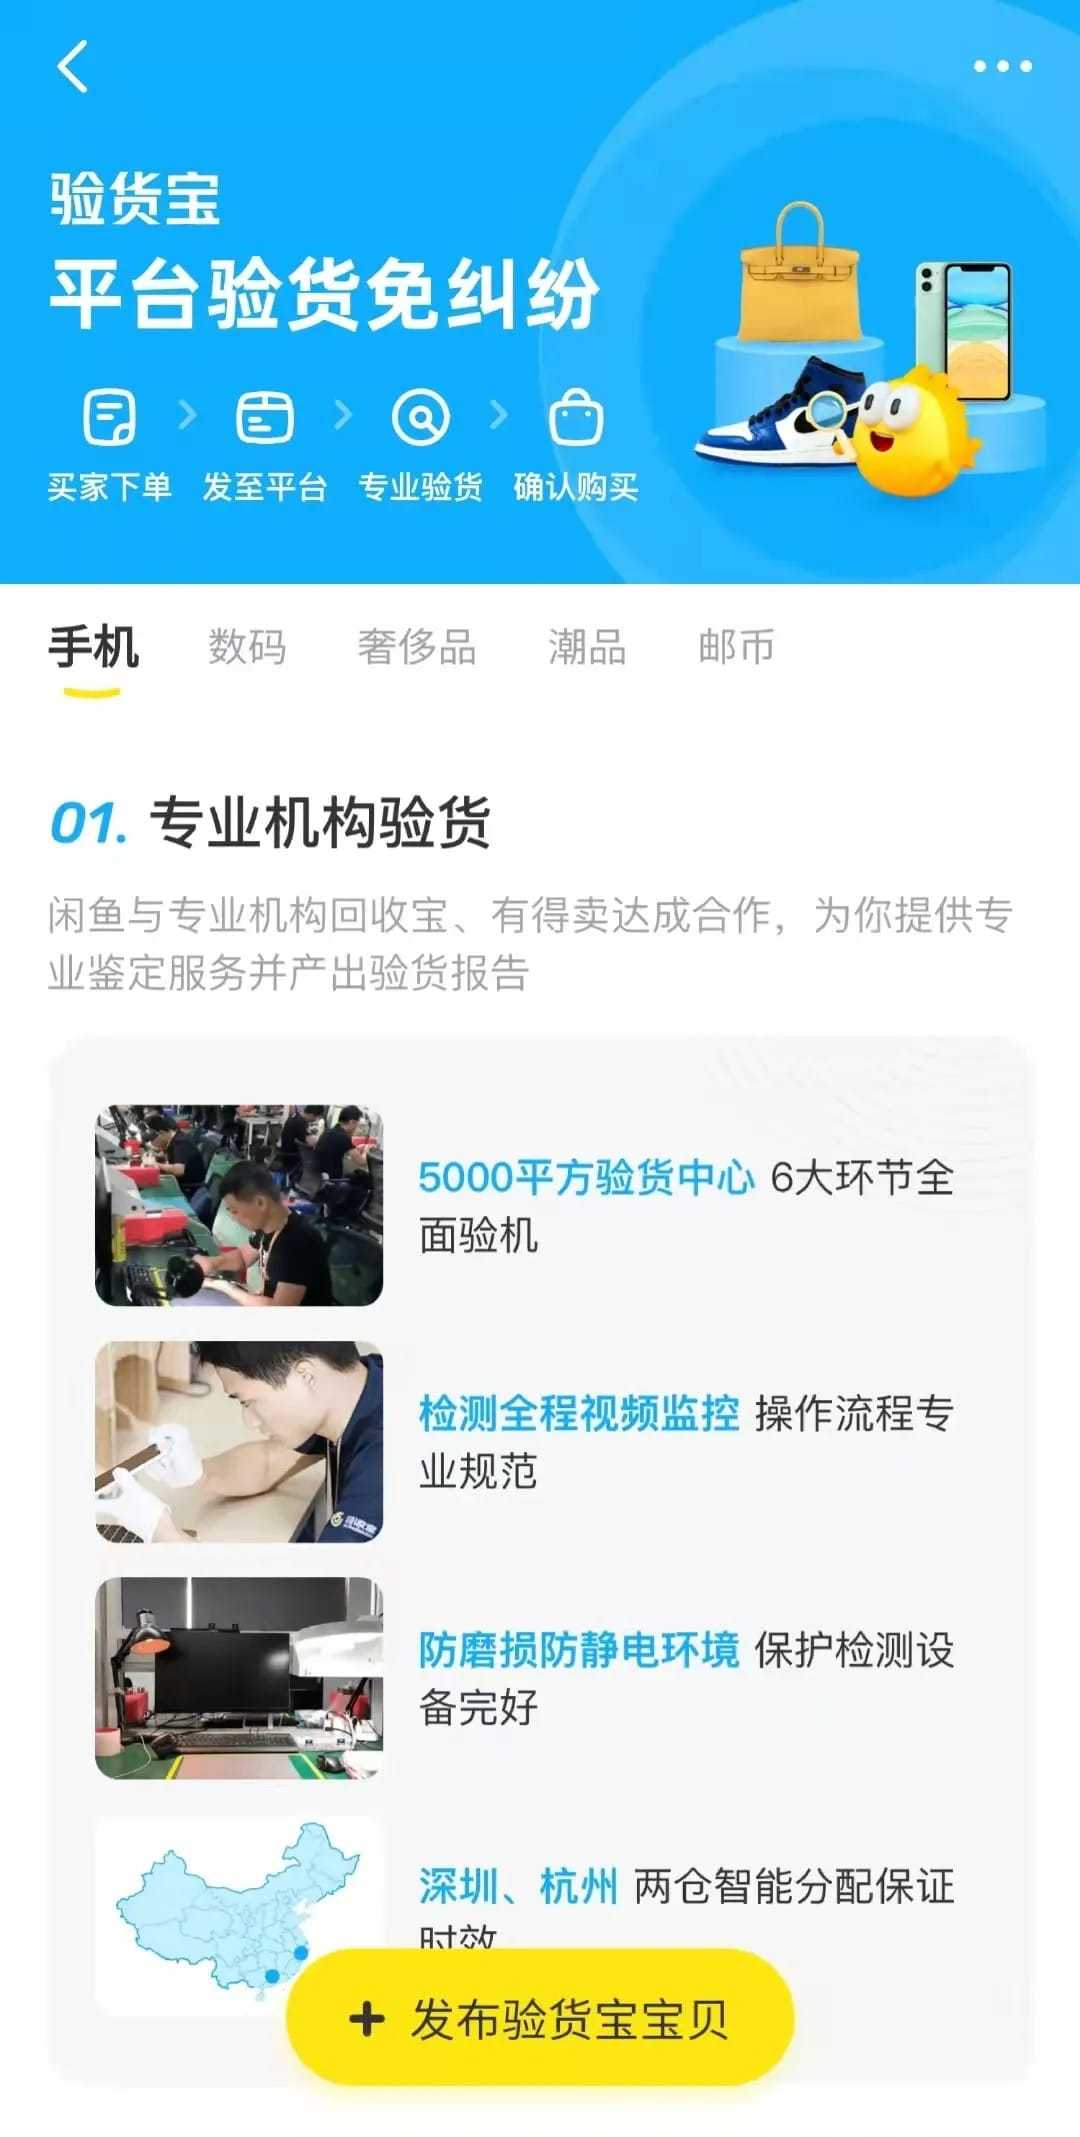 验货宝
平台验货免纠纷
买家下单 发至平台 专业验货 确认购买
手机 数码 奢侈品 潮品 邮币
01. 专业机构验货
闲鱼与专业机构回收宝、有得卖达成合作，为你提供专
业鉴定服务并产出验货报告
5000平方验货中心 6大环节全
面验机
检测全程视频监控 操作流程专
业规范
防磨损防静电环境 保护检测设
备完好
深圳、杭州 两仓智能分配保证
时效
+ 发布验货宝宝贝